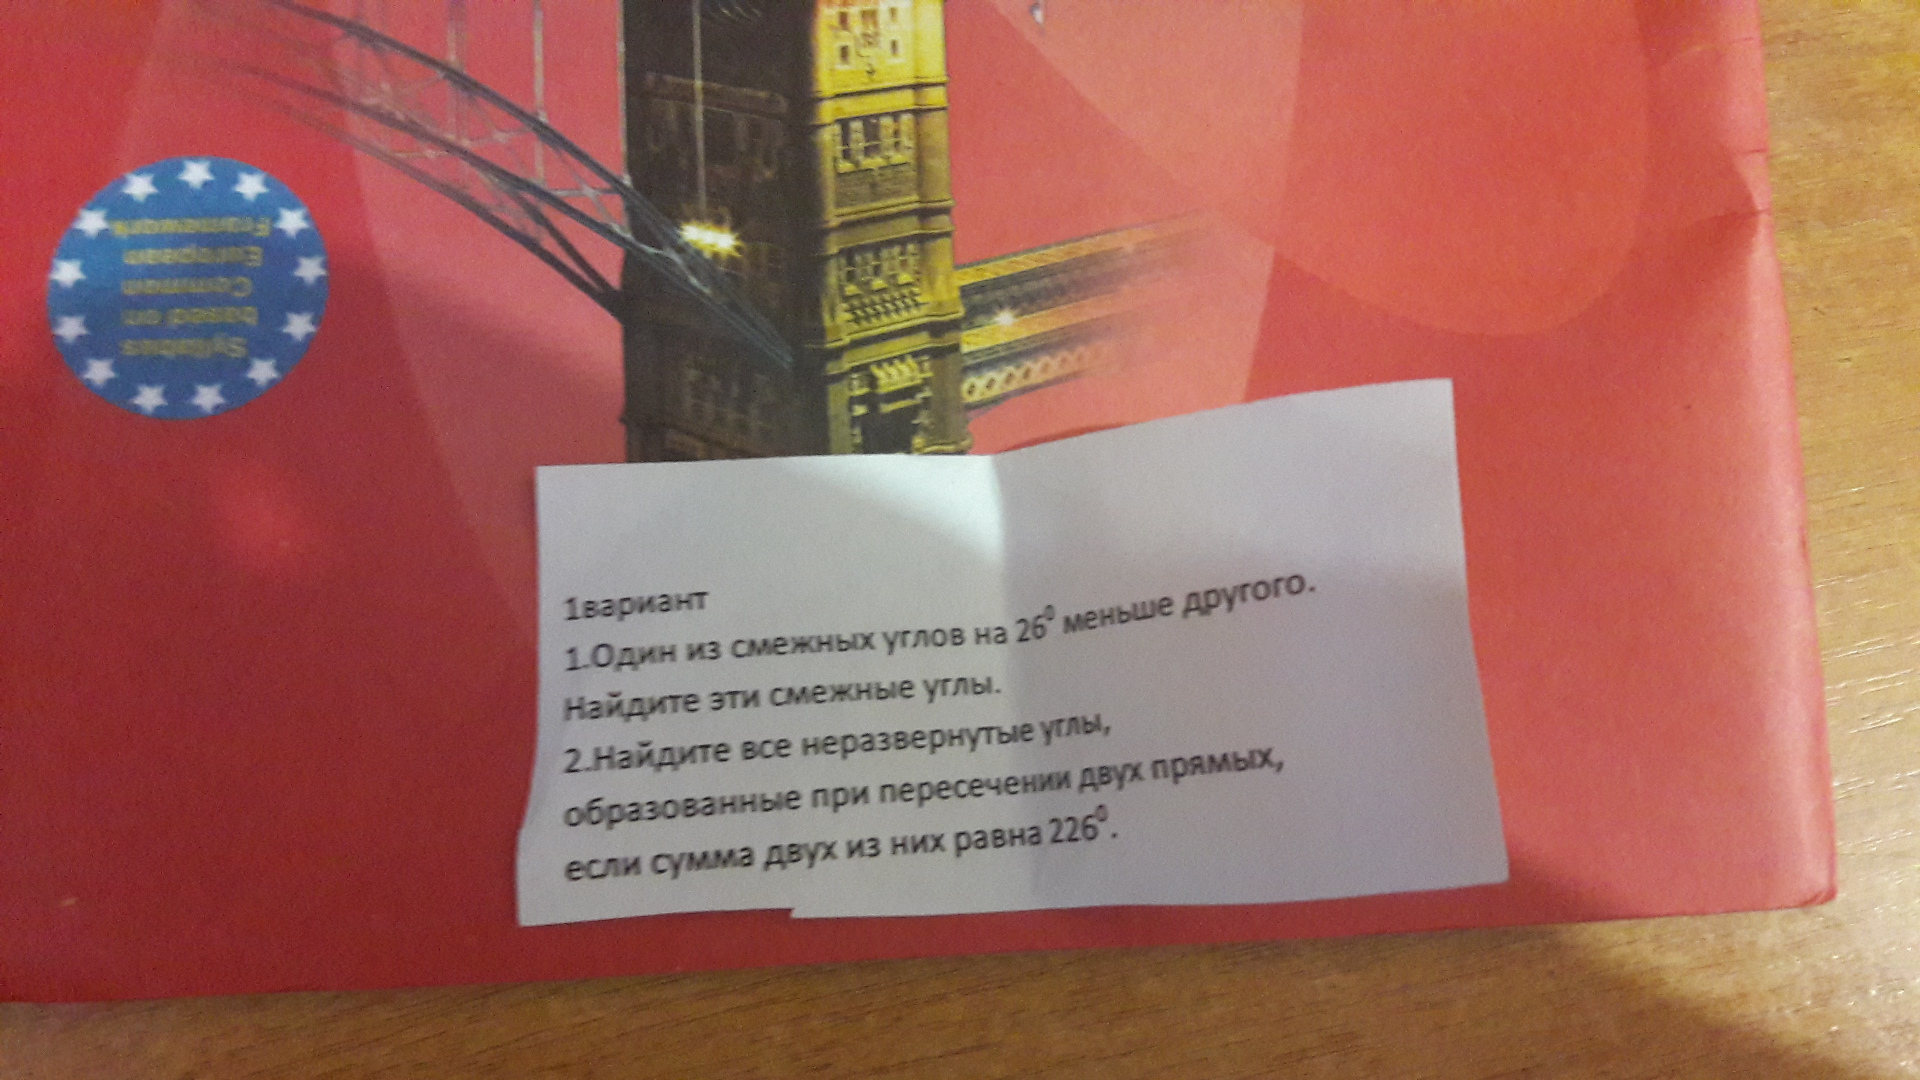 Syllabus
based on
Common
European
Framework
1вариант
1.Один из смежных углов на 26⁰ меньше другого.
Найдите эти смежные углы.
2.Найдите все неразвернутые углы,
образованные при пересечении двух прямых,
если сумма двух из них равна 226⁰.